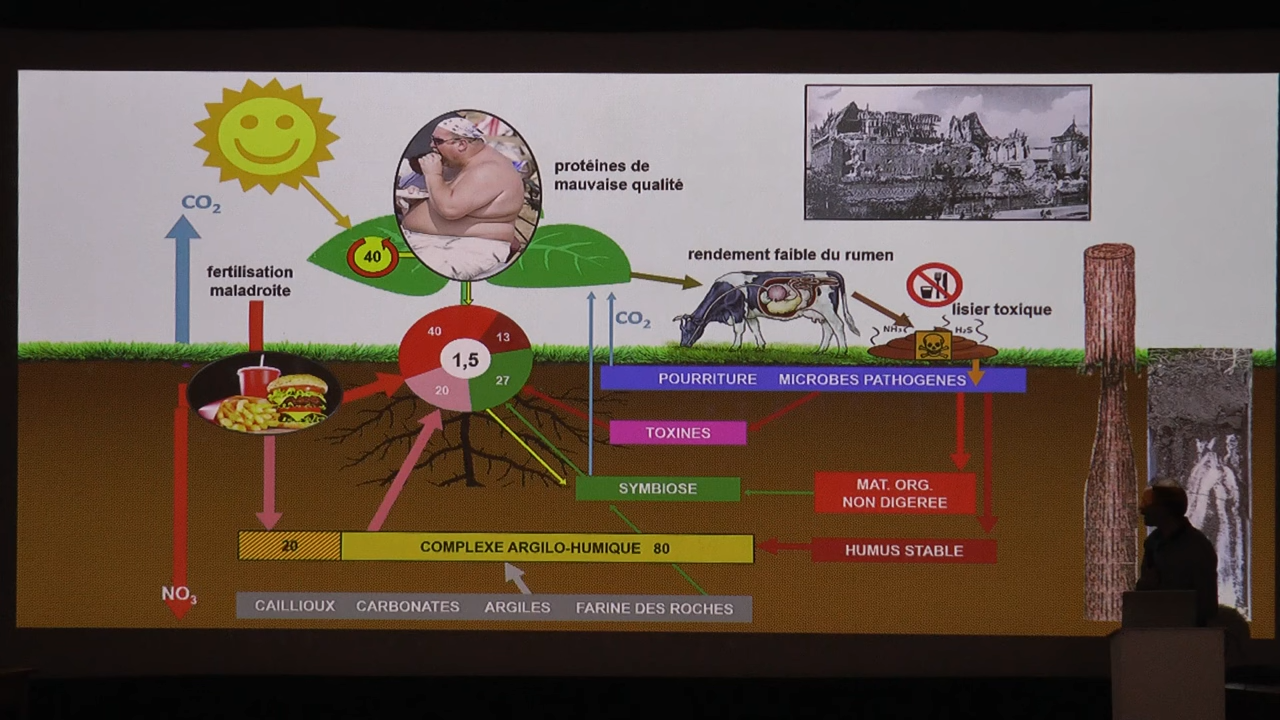 protéines de
mauvaise qualité
CO2
40
rendement faible du rumen
fertilisation
maladroite
lisier toxique
CO2
NH3
H2S
40
13
1,5
20
27
POURRITURE MICROBES PATHOGENES
TOXINES
SYMBIOSE
MAT. ORG.
NON DIGEREE
20
COMPLEXE ARGILO-HUMIQUE 80
HUMUS STABLE
NO3
CAILLIOUX CARBONATES ARGILES FARINE DES ROCHES